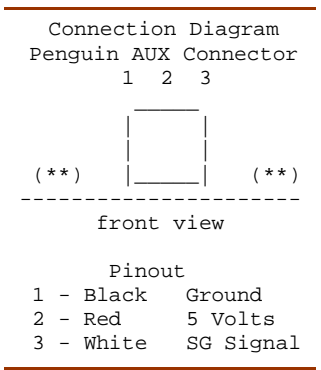 Connection Diagram
Penguin AUX Connector
1 2 3
(**) (**)
front view
Pinout
1 - Black Ground
2 - Red 5 Volts
3 - White SG Signal